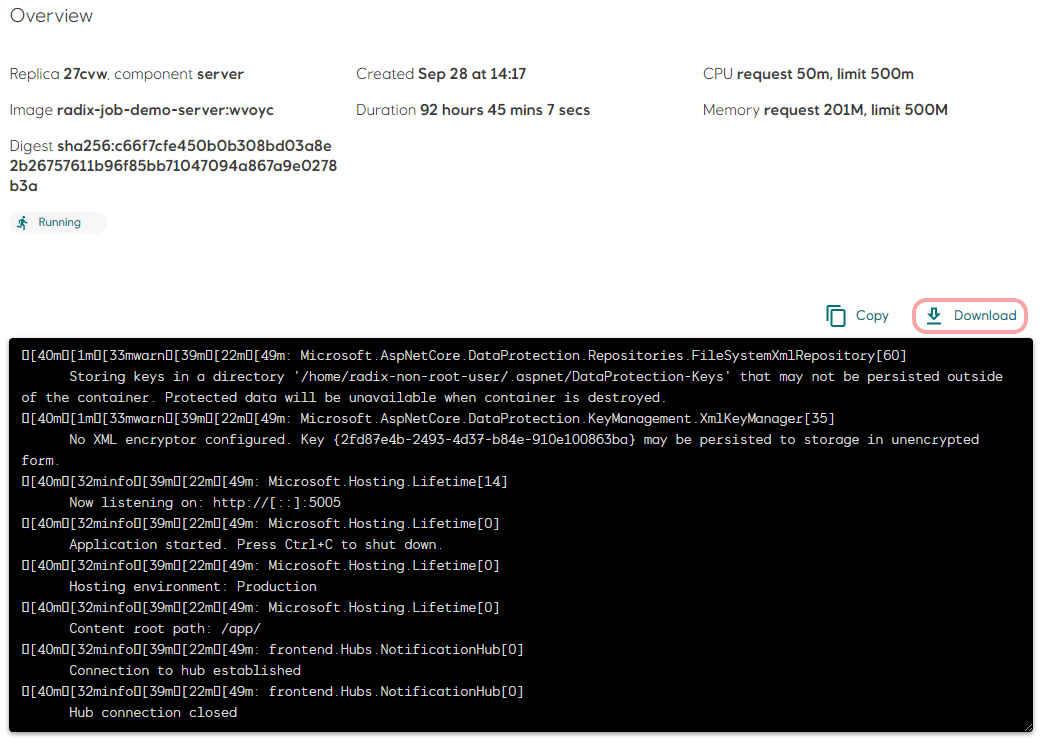 Overview
Replica 27cvw, component server
Created Sep 28 at 14:17
CPU request 50m, limit 500m
Image radix-job-demo-server:wvoyc
Duration 92 hours 45 mins 7 secs
Memory request 201M, limit 500M
Digest sha256:c66f7cfe450b0b308bd03a8e
2b26757611b96f85bb71047094a867a9e0278
b3a
Running
Copy
Download
▯[40m▯[1m▯[33mwarn▯[39m▯[22m▯[49m: Microsoft.AspNetCore.DataProtection.Repositories.FileSystemXmlRepository[60]
Storing keys in a directory '/home/radix-non-root-user/.aspnet/DataProtection-Keys' that may not be persisted outside
of the container. Protected data will be unavailable when container is destroyed.
▯[40m▯[1m▯[33mwarn▯[39m▯[22m▯[49m: Microsoft.AspNetCore.DataProtection.KeyManagement.XmlKeyManager[35]
No XML encryptor configured. Key {2fd87e4b-2493-4d37-b84e-910e100863ba} may be persisted to storage in unencrypted
form.
▯[40m▯[32minfo▯[39m▯[22m▯[49m: Microsoft.Hosting.Lifetime[14]
Now listening on: http://[::]:5005
▯[40m▯[32minfo▯[39m▯[22m▯[49m: Microsoft.Hosting.Lifetime[0]
Application started. Press Ctrl+C to shut down.
▯[40m▯[32minfo▯[39m▯[22m▯[49m: Microsoft.Hosting.Lifetime[0]
Hosting environment: Production
▯[40m▯[32minfo▯[39m▯[22m▯[49m: Microsoft.Hosting.Lifetime[0]
Content root path: /app/
▯[40m▯[32minfo▯[39m▯[22m▯[49m: frontend.Hubs.NotificationHub[0]
Connection to hub established
▯[40m▯[32minfo▯[39m▯[22m▯[49m: frontend.Hubs.NotificationHub[0]
Hub connection closed